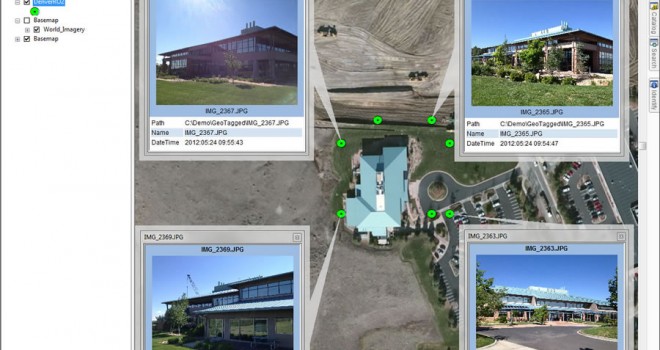 Delivermoz
Basemap
World_Imagery
Basemap
IMG_2367.JPG
Path C:\Demo\GeoTagged\IMG_2367.JPG
Name IMG_2367.JPG
DateTime 2012:05:24 09:55:43
IMG_2365.JPG
Path C:\Demo\GeoTagged\IMG_2365.JPG
Name IMG_2365.JPG
DateTime 2012:05:24 09:54:47
IMG_2369.JPG
IMG_2369.JPG
IMG_2363.JPG
IMG_2363.JPG
Catalog
Search
Identify